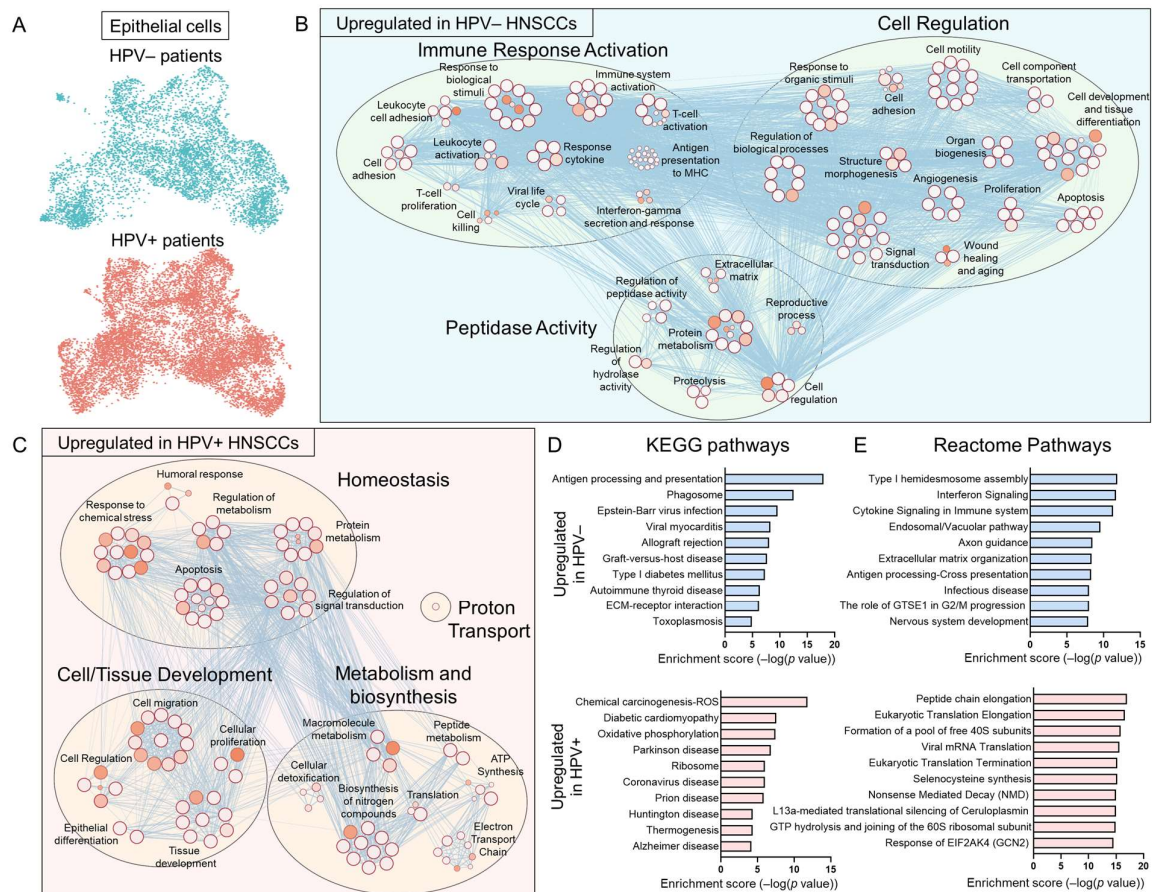 A
Epithelial cells
HPV– patients
HPV+ patients
B
Upregulated in HPV– HNSCCs
Immune Response Activation
Response to
biological
stimuli
Immune system
activation
Leukocyte
cell adhesion
T-cell
activation
Cell
adhesion
Leukocyte
activation
Response
cytokine
Antigen
presentation
to MHC
T-cell
proliferation
Cell
killing
Viral life
cycle
Interferon-gamma
secretion and response
Cell Regulation
Response to
organic stimuli
Cell
adhesion
Cell motility
Cell component
transportation
Cell development
and tissue
differentiation
Regulation of
biological processes
Structure
morphogenesis
Organ
biogenesis
Angiogenesis
Proliferation
Apoptosis
Signal
transduction
Wound
healing
and aging
Peptidase Activity
Extracellular
matrix
Regulation of
peptidase activity
Reproductive
process
Protein
metabolism
Regulation
of
hydrolase
activity
Proteolysis
Cell
regulation
C
Upregulated in HPV+ HNSCCs
Homeostasis
Humoral response
Response to
chemical stress
Regulation of
metabolism
Protein
metabolism
Apoptosis
Regulation of
signal transduction
Proton
Transport
Cell/Tissue Development
Cell migration
Cellular
proliferation
Cell Regulation
Epithelial
differentiation
Tissue
development
Metabolism and
biosynthesis
Macromolecule
metabolism
Peptide
metabolism
Cellular
detoxification
ATP
Synthesis
Biosynthesis
of nitrogen
compounds
Translation
Electron
Transport
Chain
D
KEGG pathways
Upregulated
in HPV–
Antigen processing and presentation
Phagosome
Epstein-Barr virus infection
Viral myocarditis
Allograft rejection
Graft-versus-host disease
Type I diabetes mellitus
Autoimmune thyroid disease
ECM-receptor interaction
Toxoplasmosis
0 5 10 15 20
Enrichment score (–log(p value))
Upregulated
in HPV+
Chemical carcinogenesis-ROS
Diabetic cardiomyopathy
Oxidative phosphorylation
Parkinson disease
Ribosome
Coronavirus disease
Prion disease
Huntington disease
Thermogenesis
Alzheimer disease
0 5 10 15
Enrichment score (–log(p value))
E
Reactome Pathways
Type I hemidesmosome assembly
Interferon Signaling
Cytokine Signaling in Immune system
Endosomal/Vacuolar pathway
Axon guidance
Extracellular matrix organization
Antigen processing-Cross presentation
Infectious disease
The role of GTSE1 in G2/M progression
Nervous system development
0 5 10 15
Enrichment score (–log(p value))
Peptide chain elongation
Eukaryotic Translation Elongation
Formation of a pool of free 40S subunits
Viral mRNA Translation
Eukaryotic Translation Termination
Selenocysteine synthesis
Nonsense Mediated Decay (NMD)
L13a-mediated translational silencing of Ceruloplasmin
GTP hydrolysis and joining of the 60S ribosomal subunit
Response of EIF2AK4 (GCN2)
0 5 10 15 20
Enrichment score (–log(p value))